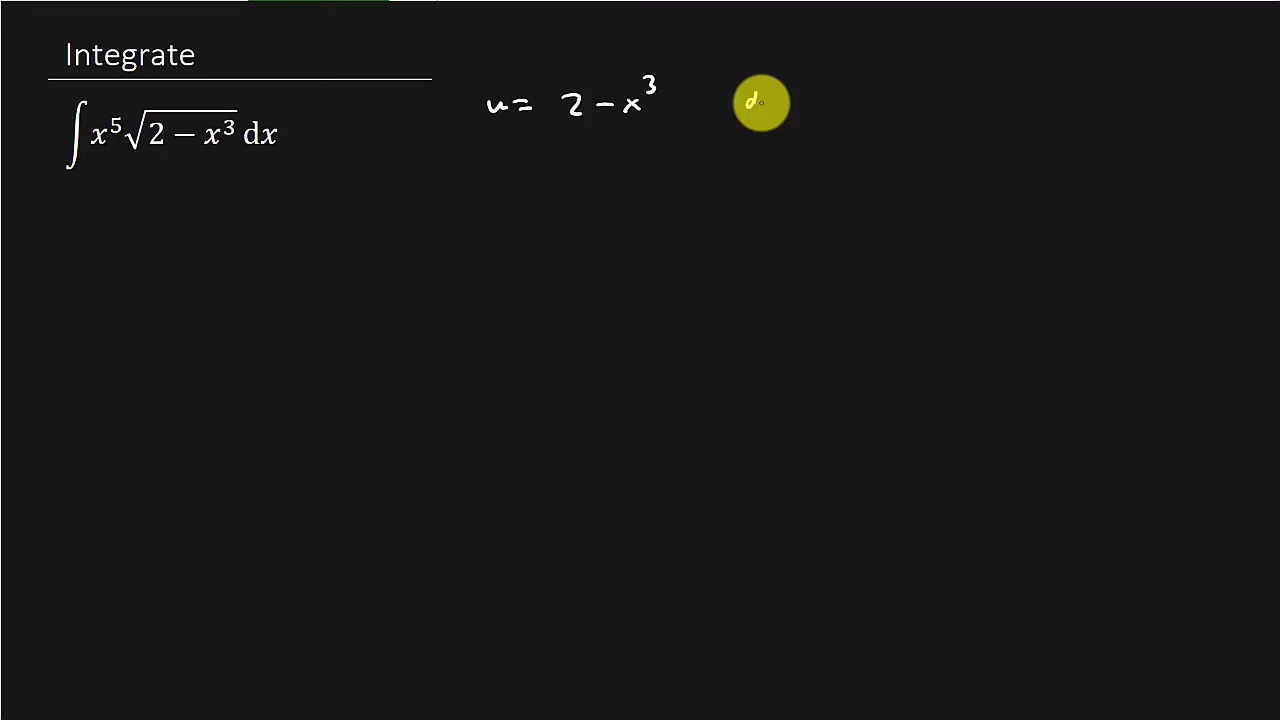 Integrate
∫ x⁵√(2 − x³) dx
u = 2 − x³ d